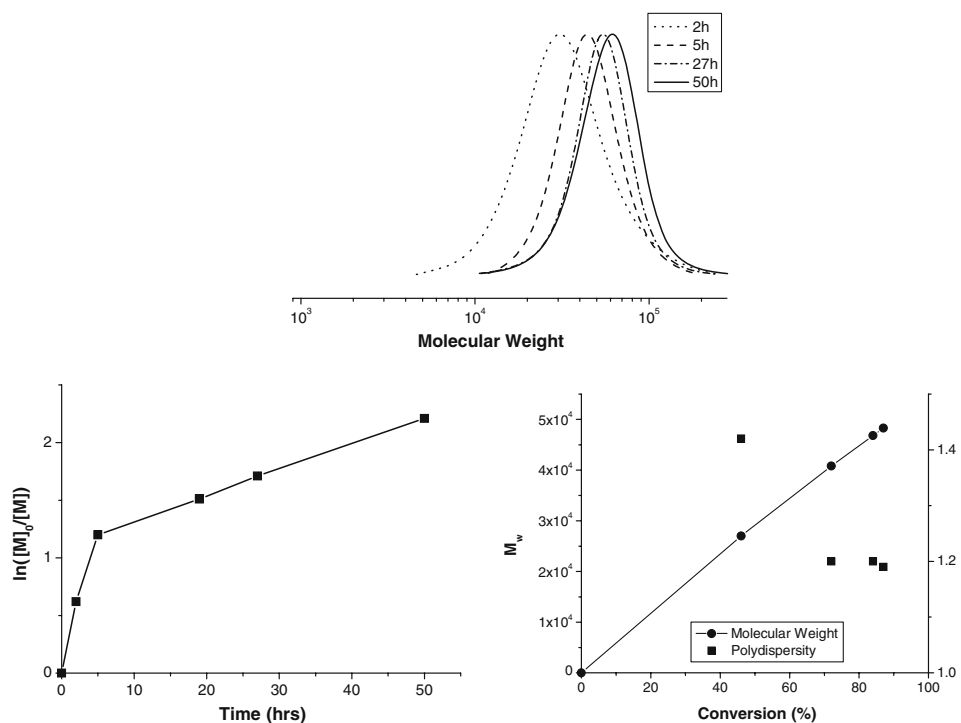 2h
5h
27h
50h
10³ 10⁴ 10⁵
Molecular Weight
ln([M]₀/[M])
2
1
0
0 10 20 30 40 50
Time (hrs)
M_w
5x10⁴
4x10⁴
3x10⁴
2x10⁴
1x10⁴
0
1.4
1.2
1.0
Molecular Weight
Polydispersity
0 20 40 60 80 100
Conversion (%)